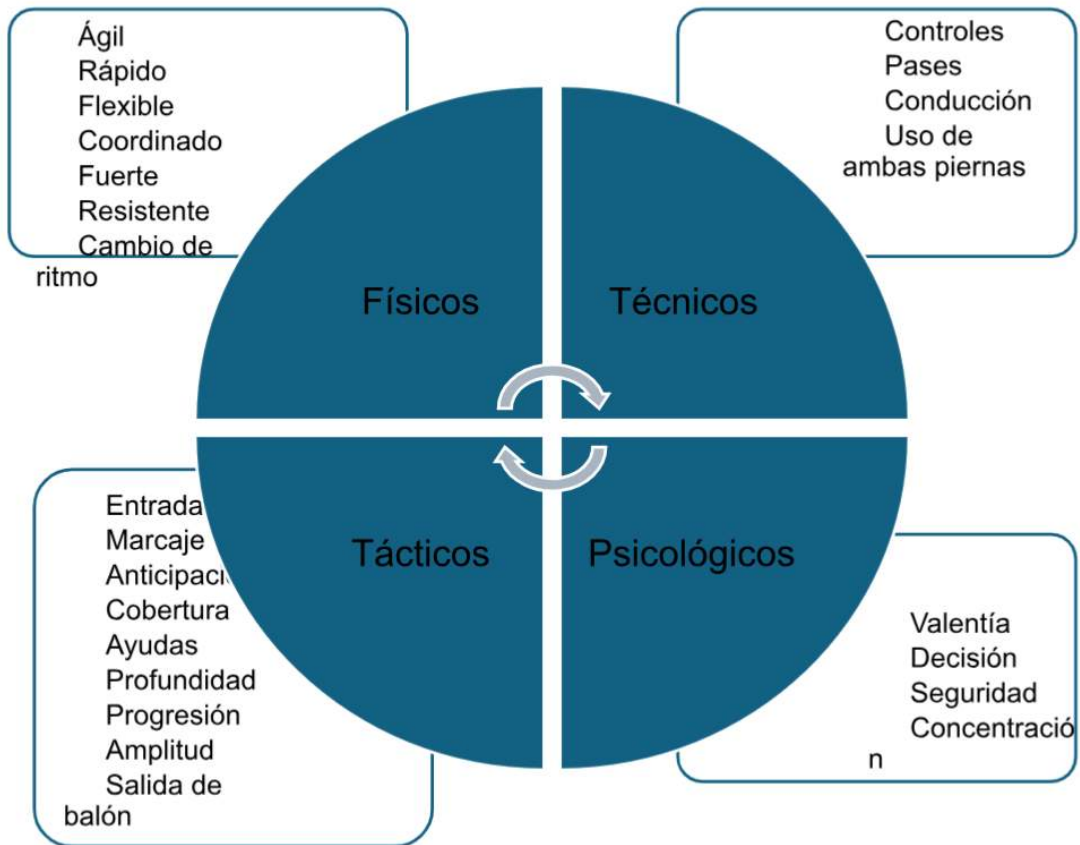 Ágil
Rápido
Flexible
Coordinado
Fuerte
Resistente
Cambio de
ritmo
Controles
Pases
Conducción
Uso de
ambas piernas
Físicos
Técnicos
Tácticos
Psicológicos
Entrada
Marcaje
Anticipaci
Cobertura
Ayudas
Profundidad
Progresión
Amplitud
Salida de
balón
Valentía
Decisión
Seguridad
Concentració
n